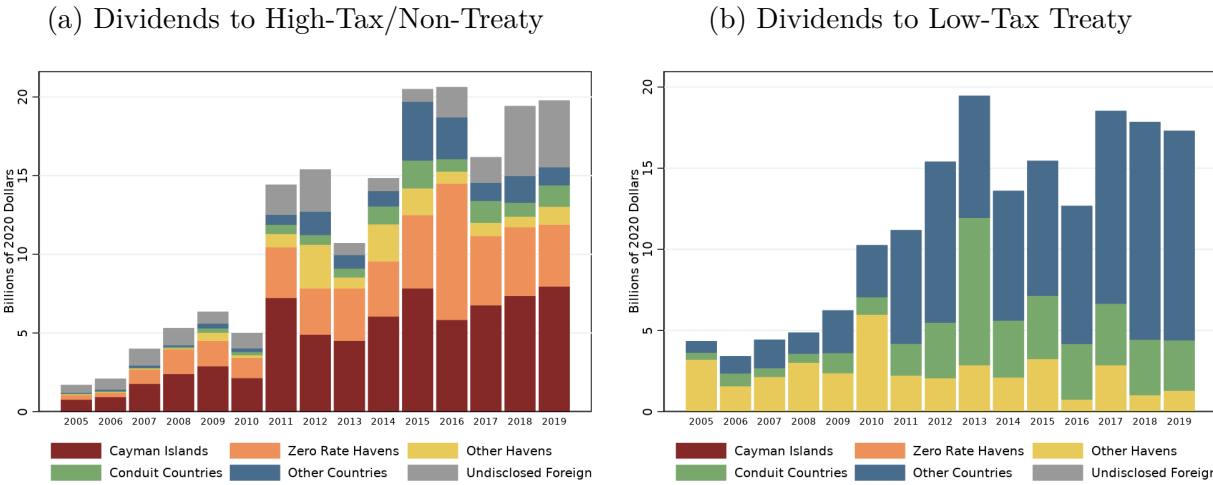 (a) Dividends to High-Tax/Non-Treaty
Billions of 2020 Dollars
20
15
10
5
0
2005 2006 2007 2008 2009 2010 2011 2012 2013 2014 2015 2016 2017 2018 2019
Cayman Islands Zero Rate Havens Other Havens
Conduit Countries Other Countries Undisclosed Foreign
(b) Dividends to Low-Tax Treaty
Billions of 2020 Dollars
20
15
10
5
0
2005 2006 2007 2008 2009 2010 2011 2012 2013 2014 2015 2016 2017 2018 2019
Cayman Islands Zero Rate Havens Other Havens
Conduit Countries Other Countries Undisclosed Foreign